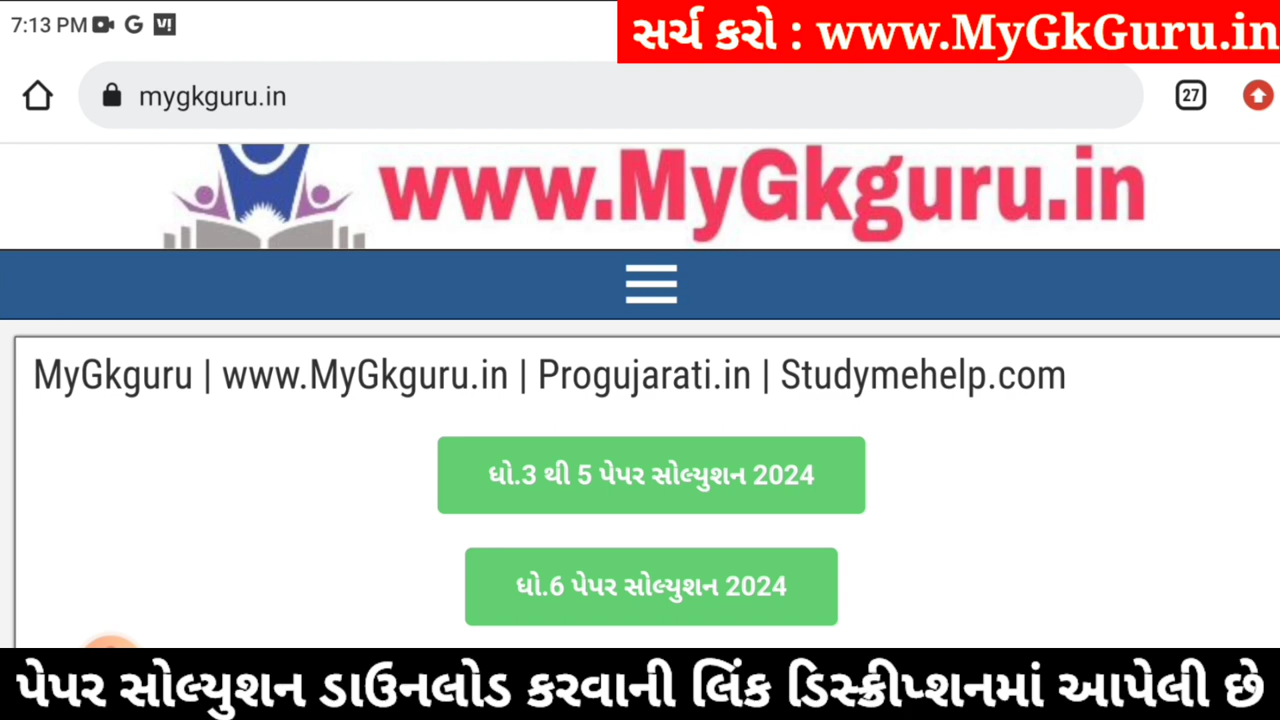 7:13 PM
સર્ચ કરો : www.MyGkGuru.in
mygkguru.in
27
www.MyGkguru.in
MyGkguru | www.MyGkguru.in | Progujarati.in | Studymehelp.com
ધો.3 થી 5 પેપર સોલ્યુશન 2024
ધો.6 પેપર સોલ્યુશન 2024
પેપર સોલ્યુશન ડાઉનલોડ કરવાની લિંક ડિસ્ક્રીપ્શનમાં આપેલી છે